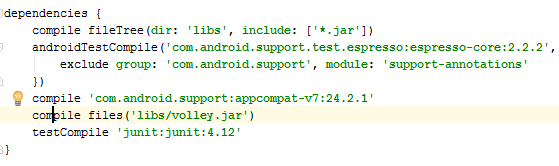 dependencies {
    compile fileTree(dir: 'libs', include: ['*.jar'])
    androidTestCompile('com.android.support.test.espresso:espresso-core:2.2.2',
        exclude group: 'com.android.support', module: 'support-annotations'
    })
    compile 'com.android.support:appcompat-v7:24.2.1'
    compile files('libs/volley.jar')
    testCompile 'junit:junit:4.12'
}